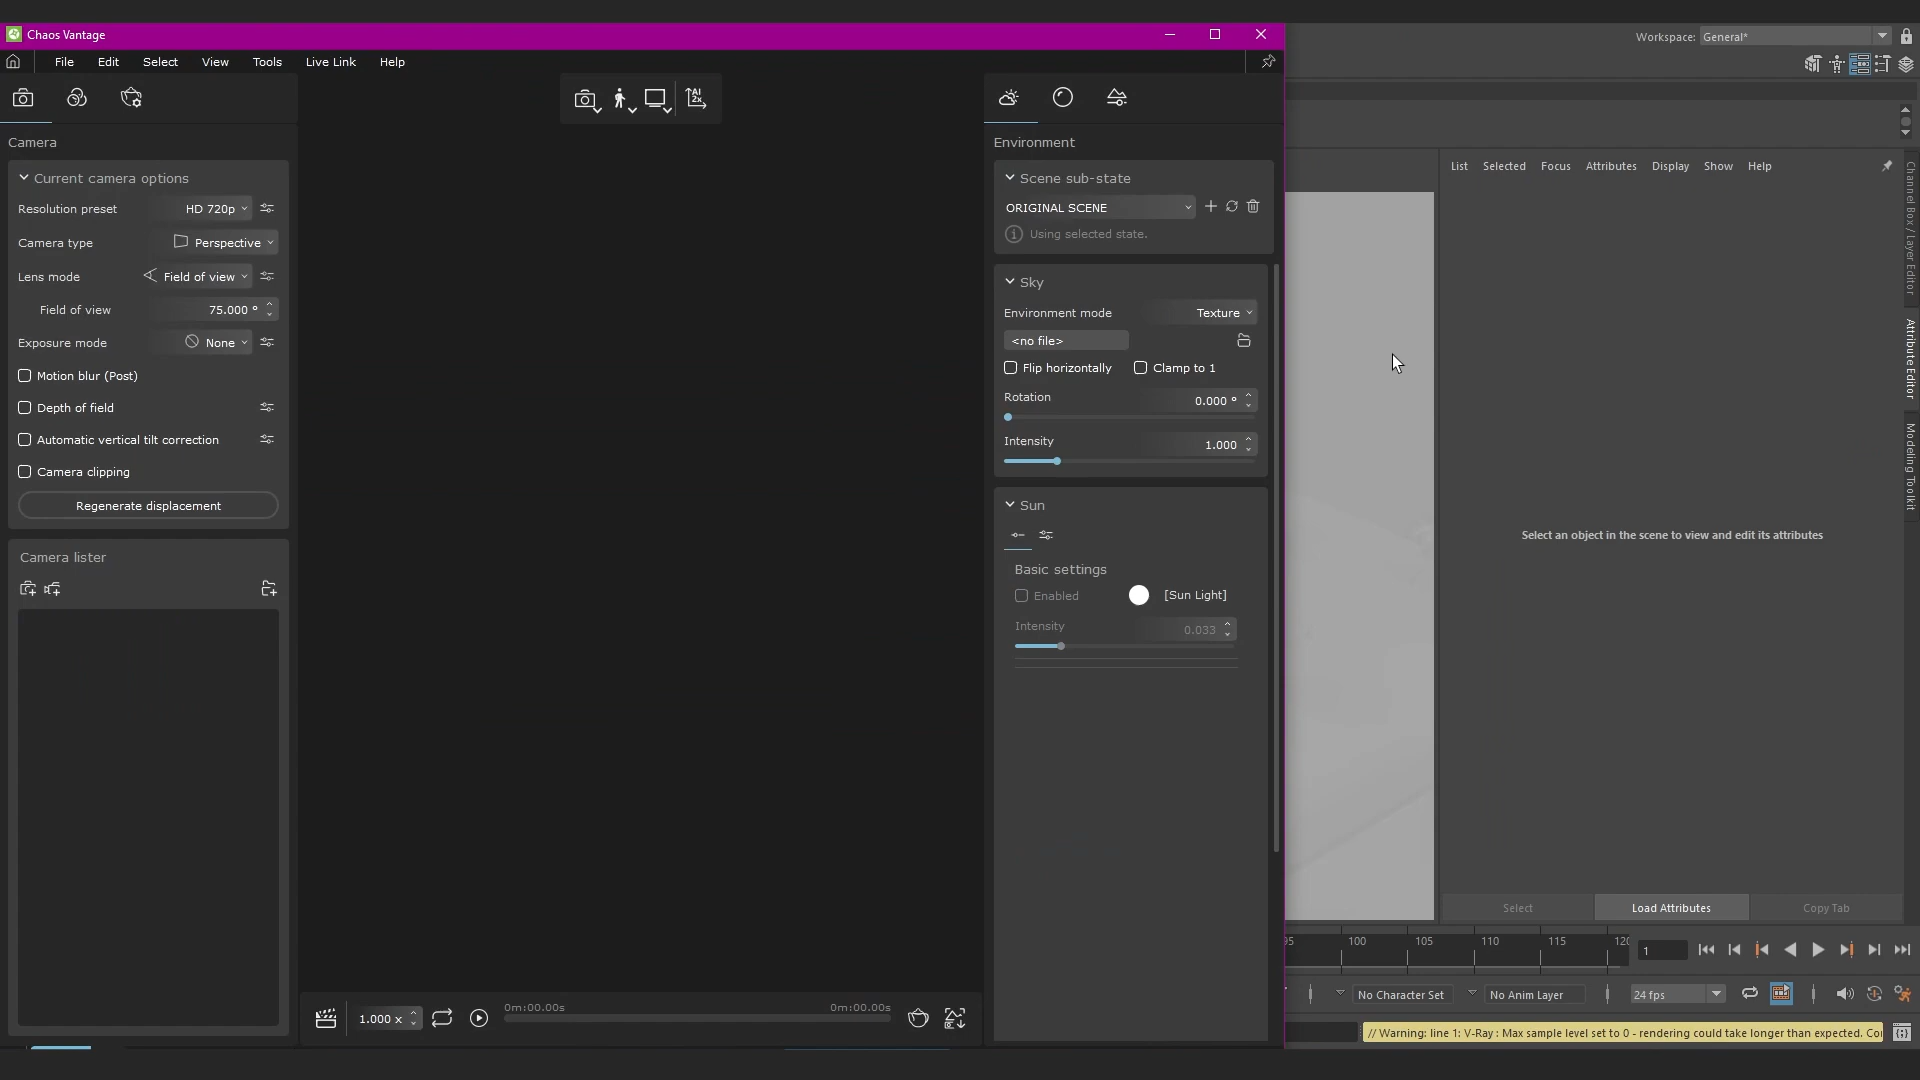 Chaos Vantage
File Edit Select View Tools Live Link Help
Camera
Current camera options
Resolution preset HD 720p
Camera type Perspective
Lens mode Field of view
Field of view 75.000 °
Exposure mode None
Motion blur (Post)
Depth of field
Automatic vertical tilt correction
Camera clipping
Regenerate displacement
Camera lister
AI
2x
1.000 x
0m:00.00s
0m:00.00s
Environment
Scene sub-state
ORIGINAL SCENE
Using selected state.
Sky
Environment mode Texture
<no file>
Flip horizontally Clamp to 1
Rotation 0.000 °
Intensity 1.000
Sun
Basic settings
Enabled [Sun Light]
Intensity 0.033
Workspace: General*
List Selected Focus Attributes Display Show Help
Channel Box / Layer Editor
Attribute Editor
Modeling Toolkit
Select an object in the scene to view and edit its attributes
Select Load Attributes Copy Tab
95 100 105 110 115 120
1
No Character Set No Anim Layer 24 fps
// Warning: line 1: V-Ray : Max sample level set to 0 - rendering could take longer than expected.